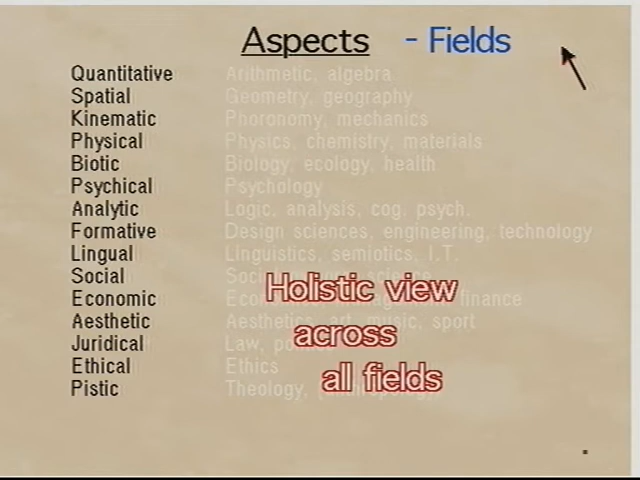 Aspects - Fields
Quantitative Arithmetic, algebra
Spatial Geometry, geography
Kinematic Phoronomy, mechanics
Physical Physics, chemistry, materials
Biotic Biology, ecology, health
Psychical Psychology
Analytic Logic, analysis, cog. psych.
Formative Design sciences, engineering, technology
Lingual Linguistics, semiotics, I.T.
Social
Holistic view
Economic finance
Aesthetic Aesthetics, art, music, sport
across
Juridical Law,
Ethical Ethics
all fields
Pistic Theology,